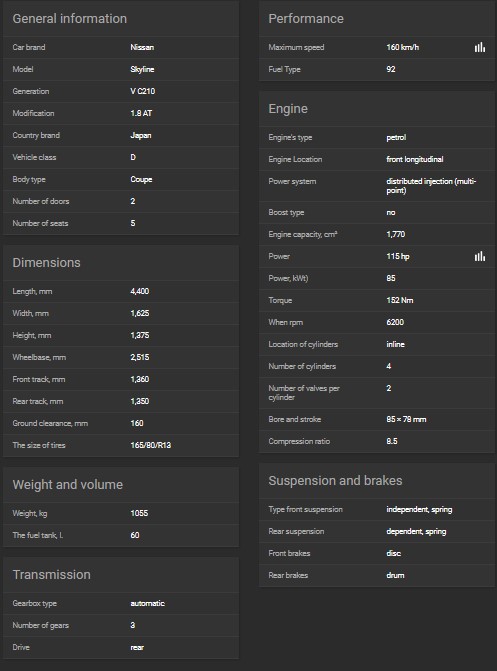 General information
Car brand Nissan
Model Skyline
Generation V C210
Modification 1.8 AT
Country brand Japan
Vehicle class D
Body type Coupe
Number of doors 2
Number of seats 5
Dimensions
Length, mm 4,400
Width, mm 1,625
Height, mm 1,375
Wheelbase, mm 2,515
Front track, mm 1,360
Rear track, mm 1,350
Ground clearance, mm 160
The size of tires 165/80/R13
Weight and volume
Weight, kg 1055
The fuel tank, l. 60
Transmission
Gearbox type automatic
Number of gears 3
Drive rear
Performance
Maximum speed 160 km/h
Fuel Type 92
Engine
Engine's type petrol
Engine Location front longitudinal
Power system distributed injection (multi-
point)
Boost type no
Engine capacity, cm³ 1,770
Power 115 hp
Power, kWt) 85
Torque 152 Nm
When rpm 6200
Location of cylinders inline
Number of cylinders 4
Number of valves per 2
cylinder
Bore and stroke 85 × 78 mm
Compression ratio 8.5
Suspension and brakes
Type front suspension independent, spring
Rear suspension dependent, spring
Front brakes disc
Rear brakes drum